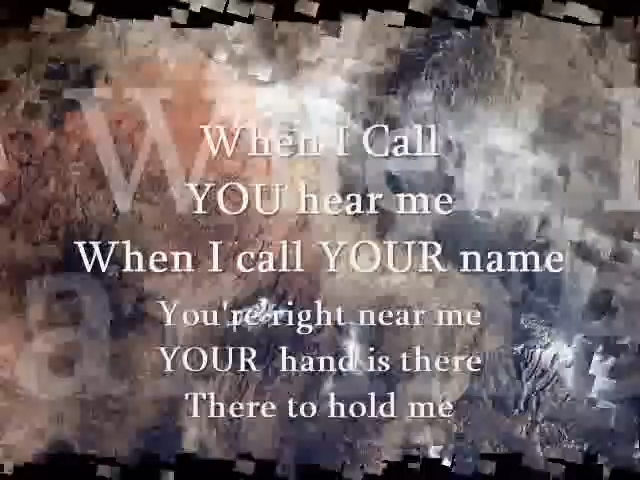 When I Call
YOU hear me
When I call YOUR name
You're right near me
YOUR hand is there
There to hold me